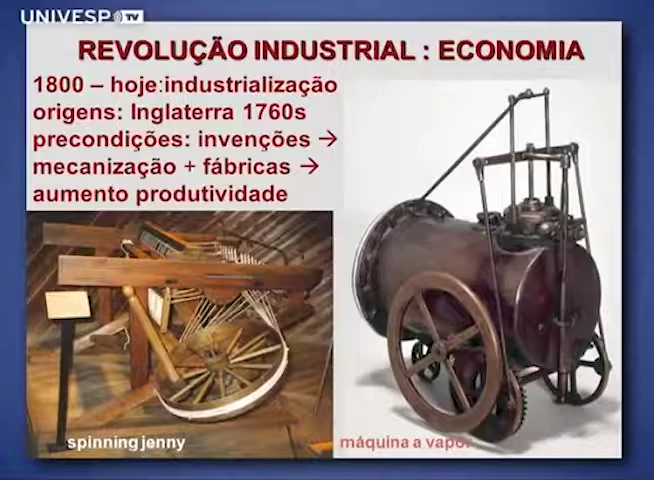 UNIVESP TV
REVOLUÇÃO INDUSTRIAL : ECONOMIA
1800 – hoje:industrialização
origens: Inglaterra 1760s
precondições: invenções →
mecanização + fábricas →
aumento produtividade
spinning jenny
máquina a vapor